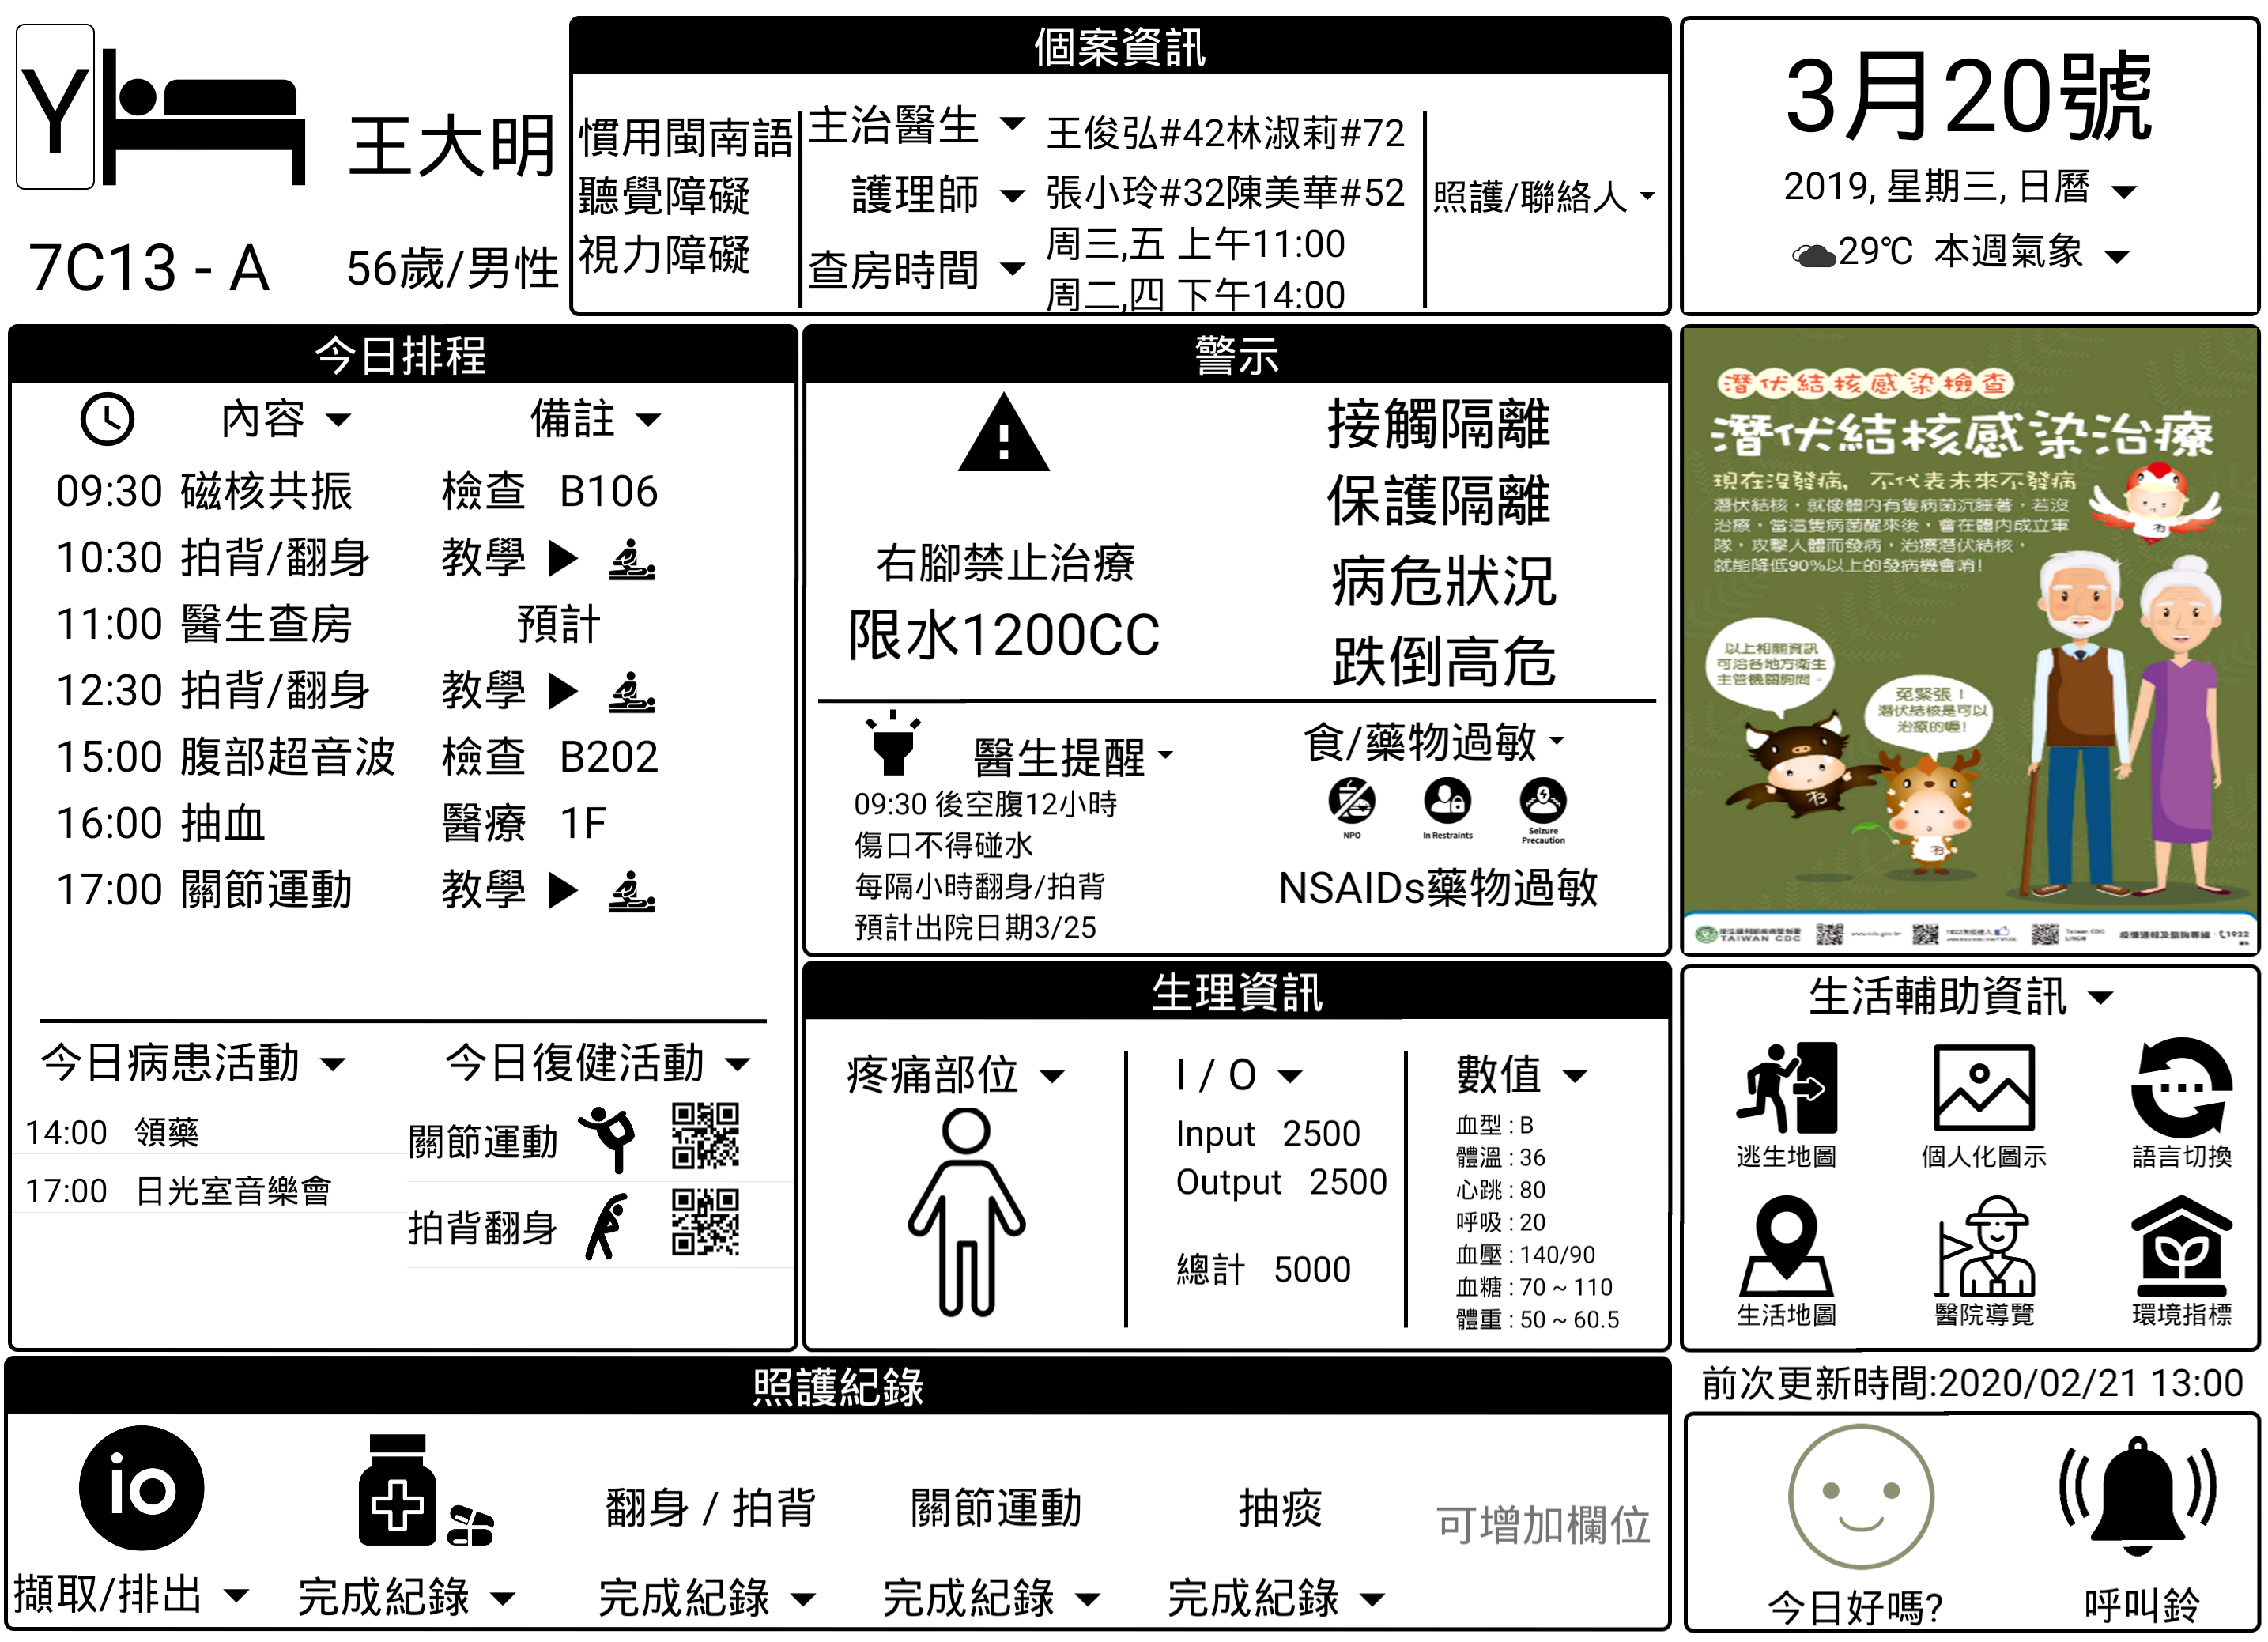 Y
王大明
7C13 - A
56歲/男性
個案資訊
慣用閩南語
聽覺障礙
視力障礙
主治醫生 王俊弘#42林淑莉#72
護理師 張小玲#32陳美華#52
查房時間 周三,五 上午11:00
周二,四 下午14:00
照護/聯絡人
3月20號
2019, 星期三, 日曆
29℃ 本週氣象
今日排程
內容 備註
09:30 磁核共振 檢查 B106
10:30 拍背/翻身 教學
11:00 醫生查房 預計
12:30 拍背/翻身 教學
15:00 腹部超音波 檢查 B202
16:00 抽血 醫療 1F
17:00 關節運動 教學
今日病患活動
14:00 領藥
17:00 日光室音樂會
今日復健活動
關節運動
拍背翻身
警示
右腳禁止治療
限水1200CC
接觸隔離
保護隔離
病危狀況
跌倒高危
醫生提醒
09:30 後空腹12小時
傷口不得碰水
每隔小時翻身/拍背
預計出院日期3/25
食/藥物過敏
NPO
In Restraints
Seizure
Precaution
NSAIDs藥物過敏
潛伏結核感染檢查
潛伏結核感染治療
現在沒發病, 不代表未來不發病
潛伏結核,就像體內有隻病菌沉睡著,若沒
治療,當這隻病菌醒來後,會在體內成立軍
隊,攻擊人體而發病,治療潛伏結核,
就能降低90%以上的發病機會唷!
以上相關資訊
可洽各地方衛生
主管機關詢問。
免緊張!
潛伏結核是可以
治療的喔!
TAIWAN CDC
Taiwan CDC
疫情通報及諮詢專線
1922
生理資訊
疼痛部位
I / O
Input 2500
Output 2500
總計 5000
數值
血型 : B
體溫 : 36
心跳 : 80
呼吸 : 20
血壓 : 140/90
血糖 : 70 ~ 110
體重 : 50 ~ 60.5
生活輔助資訊
逃生地圖 個人化圖示 語言切換
生活地圖 醫院導覽 環境指標
照護紀錄
io
擷取/排出
完成紀錄
翻身 / 拍背
完成紀錄
關節運動
完成紀錄
抽痰
完成紀錄
可增加欄位
前次更新時間:2020/02/21 13:00
今日好嗎?
呼叫鈴